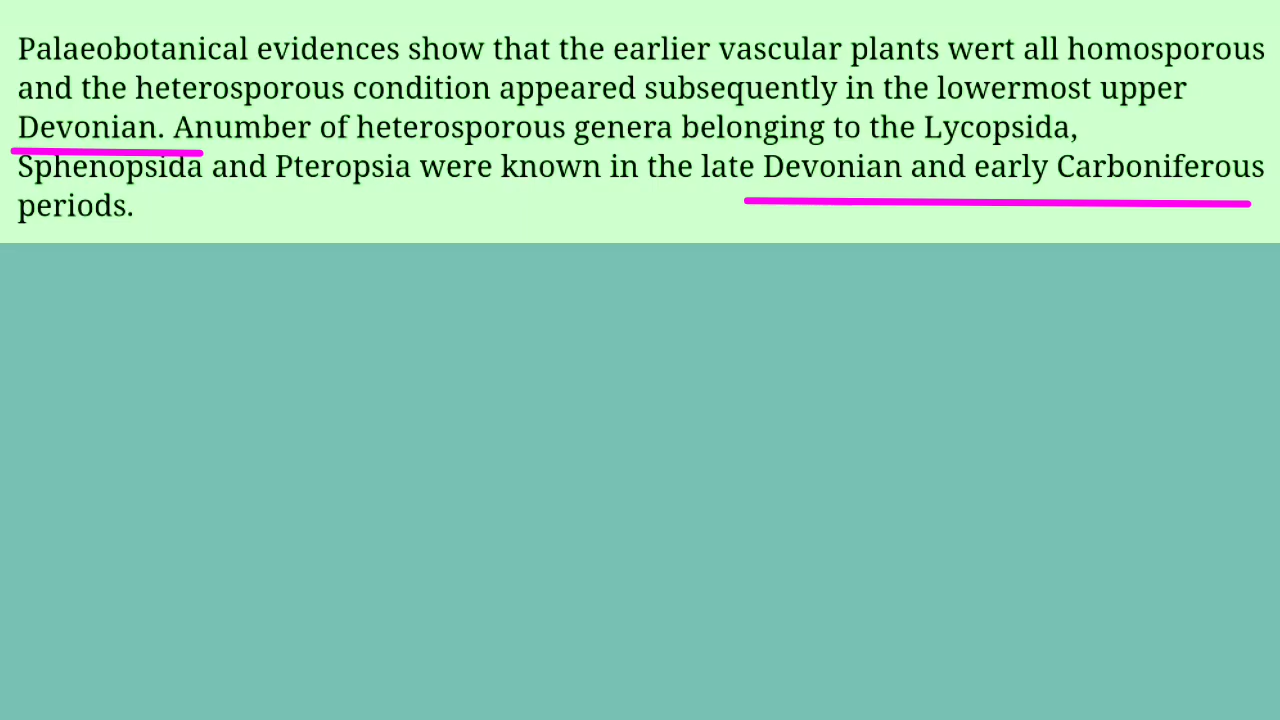 Palaeobotanical evidences show that the earlier vascular plants wert all homosporous
and the heterosporous condition appeared subsequently in the lowermost upper
Devonian. Anumber of heterosporous genera belonging to the Lycopsida,
Sphenopsida and Pteropsia were known in the late Devonian and early Carboniferous
periods.